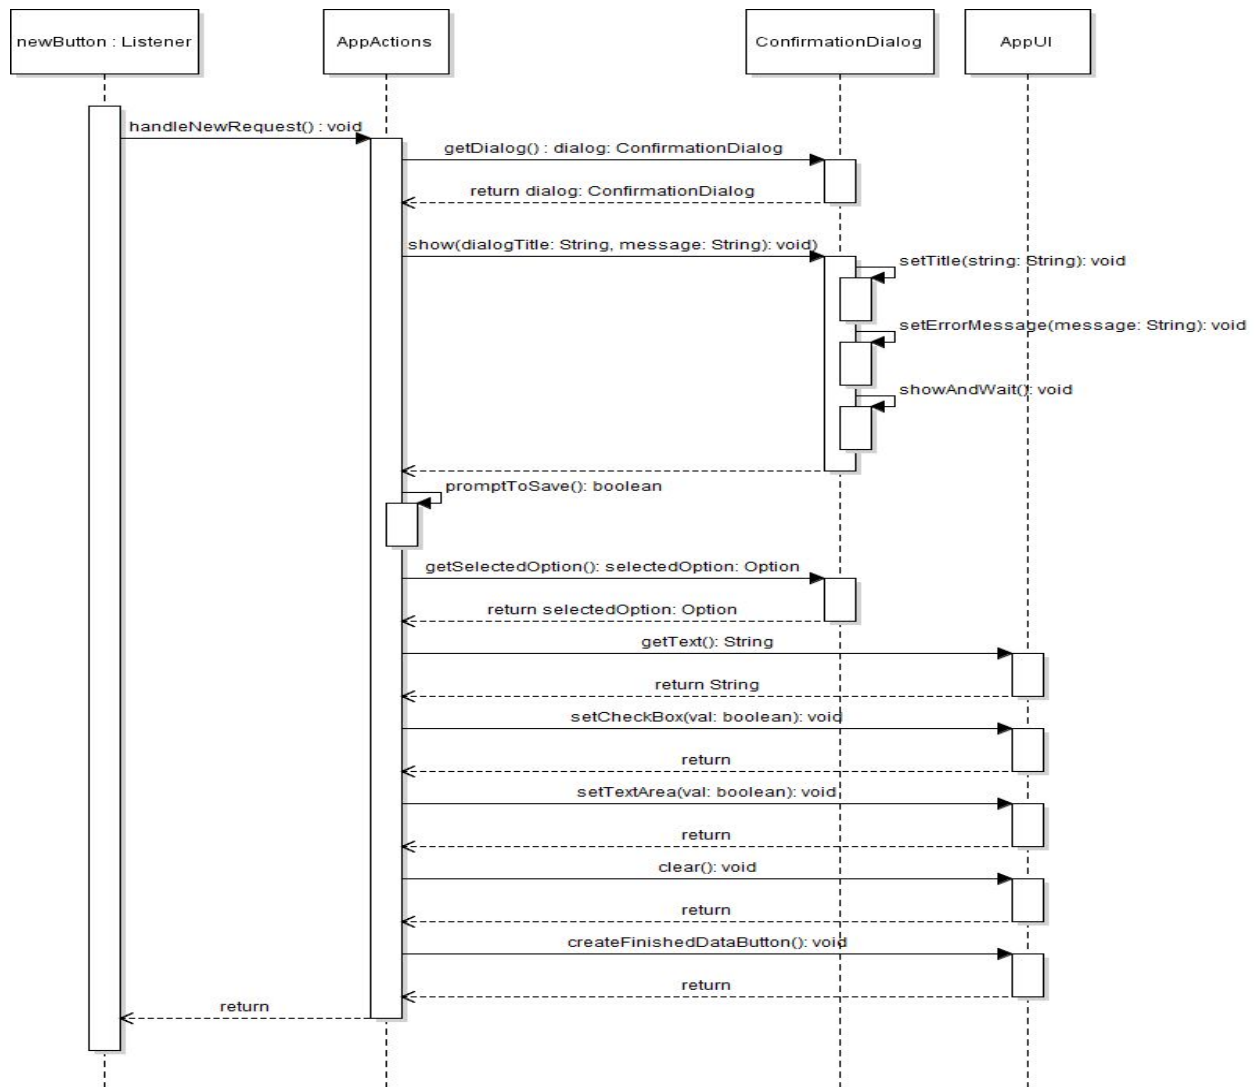 newButton : Listener
AppActions
ConfirmationDialog
AppUI
handleNewRequest() : void
getDialog() : dialog: ConfirmationDialog
return dialog: ConfirmationDialog
show(dialogTitle: String, message: String): void)
setTitle(string: String): void
setErrorMessage(message: String): void
showAndWait(): void
promptToSave(): boolean
getSelectedOption(): selectedOption: Option
return selectedOption: Option
getText(): String
return String
setCheckBox(val: boolean): void
return
setTextArea(val: boolean): void
return
clear(): void
return
createFinishedDataButton(): void
return
return